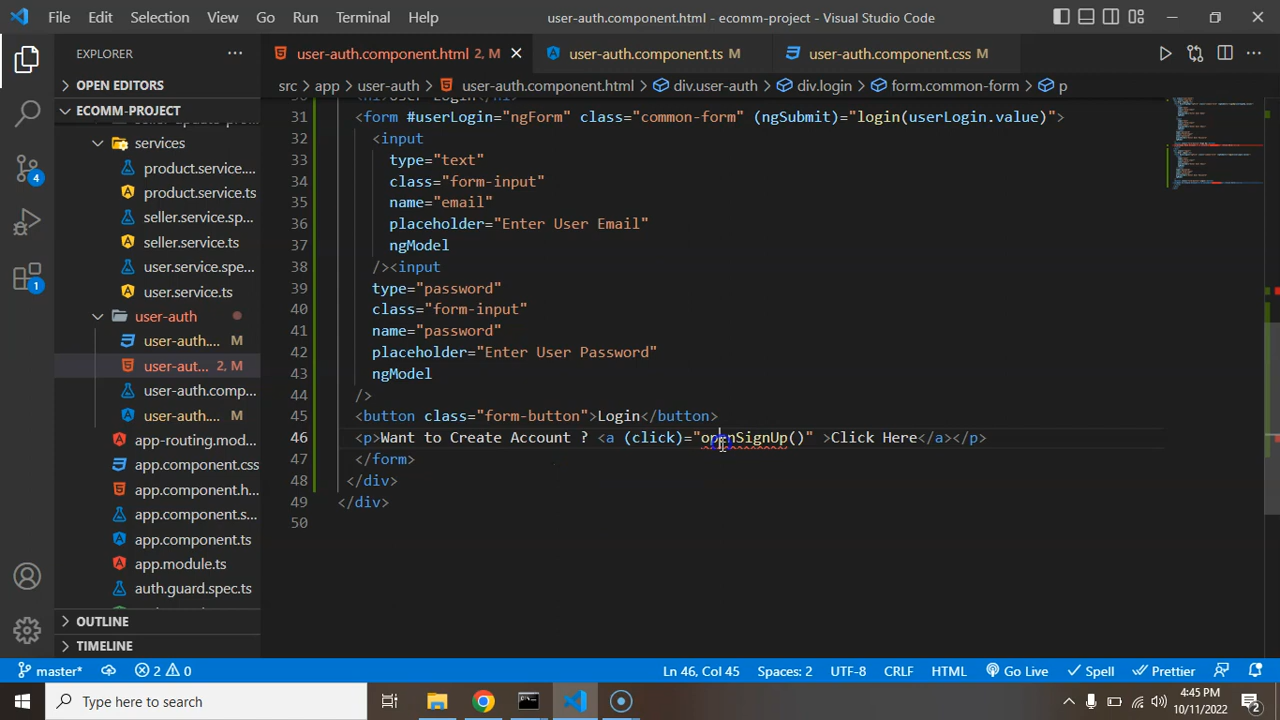 File Edit Selection View Go Run Terminal Help user-auth.component.html - ecomm-project - Visual Studio Code
EXPLORER ...
user-auth.component.html 2, M user-auth.component.ts M user-auth.component.css M
OPEN EDITORS
src > app > user-auth > user-auth.component.html > div.user-auth > div.login > form.common-form > p
ECOMM-PROJECT
services
product.service....
product.service.ts
seller.service.sp...
seller.service.ts
user.service.spe...
user.service.ts
user-auth
user-auth.... M
user-aut... 2, M
user-auth.comp...
user-auth.... M
app-routing.mod...
app.component.css
app.component.h...
app.component.s...
app.component.ts
app.module.ts
auth.guard.spec.ts
OUTLINE
TIMELINE
4
1
31 <form #userLogin="ngForm" class="common-form" (ngSubmit)="login(userLogin.value)">
32 <input
33 type="text"
34 class="form-input"
35 name="email"
36 placeholder="Enter User Email"
37 ngModel
38 /><input
39 type="password"
40 class="form-input"
41 name="password"
42 placeholder="Enter User Password"
43 ngModel
44 />
45 <button class="form-button">Login</button>
46 <p>Want to Create Account ? <a (click)="openSignUp()" >Click Here</a></p>
47 </form>
48 </div>
49 </div>
50
master* 2 0 Ln 46, Col 45 Spaces: 2 UTF-8 CRLF HTML Go Live Spell Prettier
Type here to search
4:45 PM
10/11/2022
2